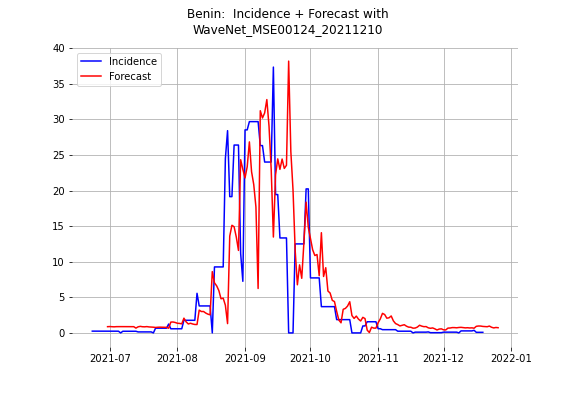 Benin:  Incidence + Forecast with
WaveNet_MSE00124_20211210
Incidence
Forecast
40
35
30
25
20
15
10
5
0
2021-07 2021-08 2021-09 2021-10 2021-11 2021-12 2022-01